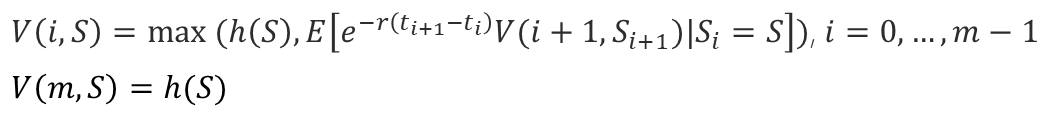 V(i, S) = max (h(S), E[e^{-r(t_{i+1}-t_i)}V(i + 1, S_{i+1})|S_i = S]), i = 0, ... , m − 1
V(m, S) = h(S)